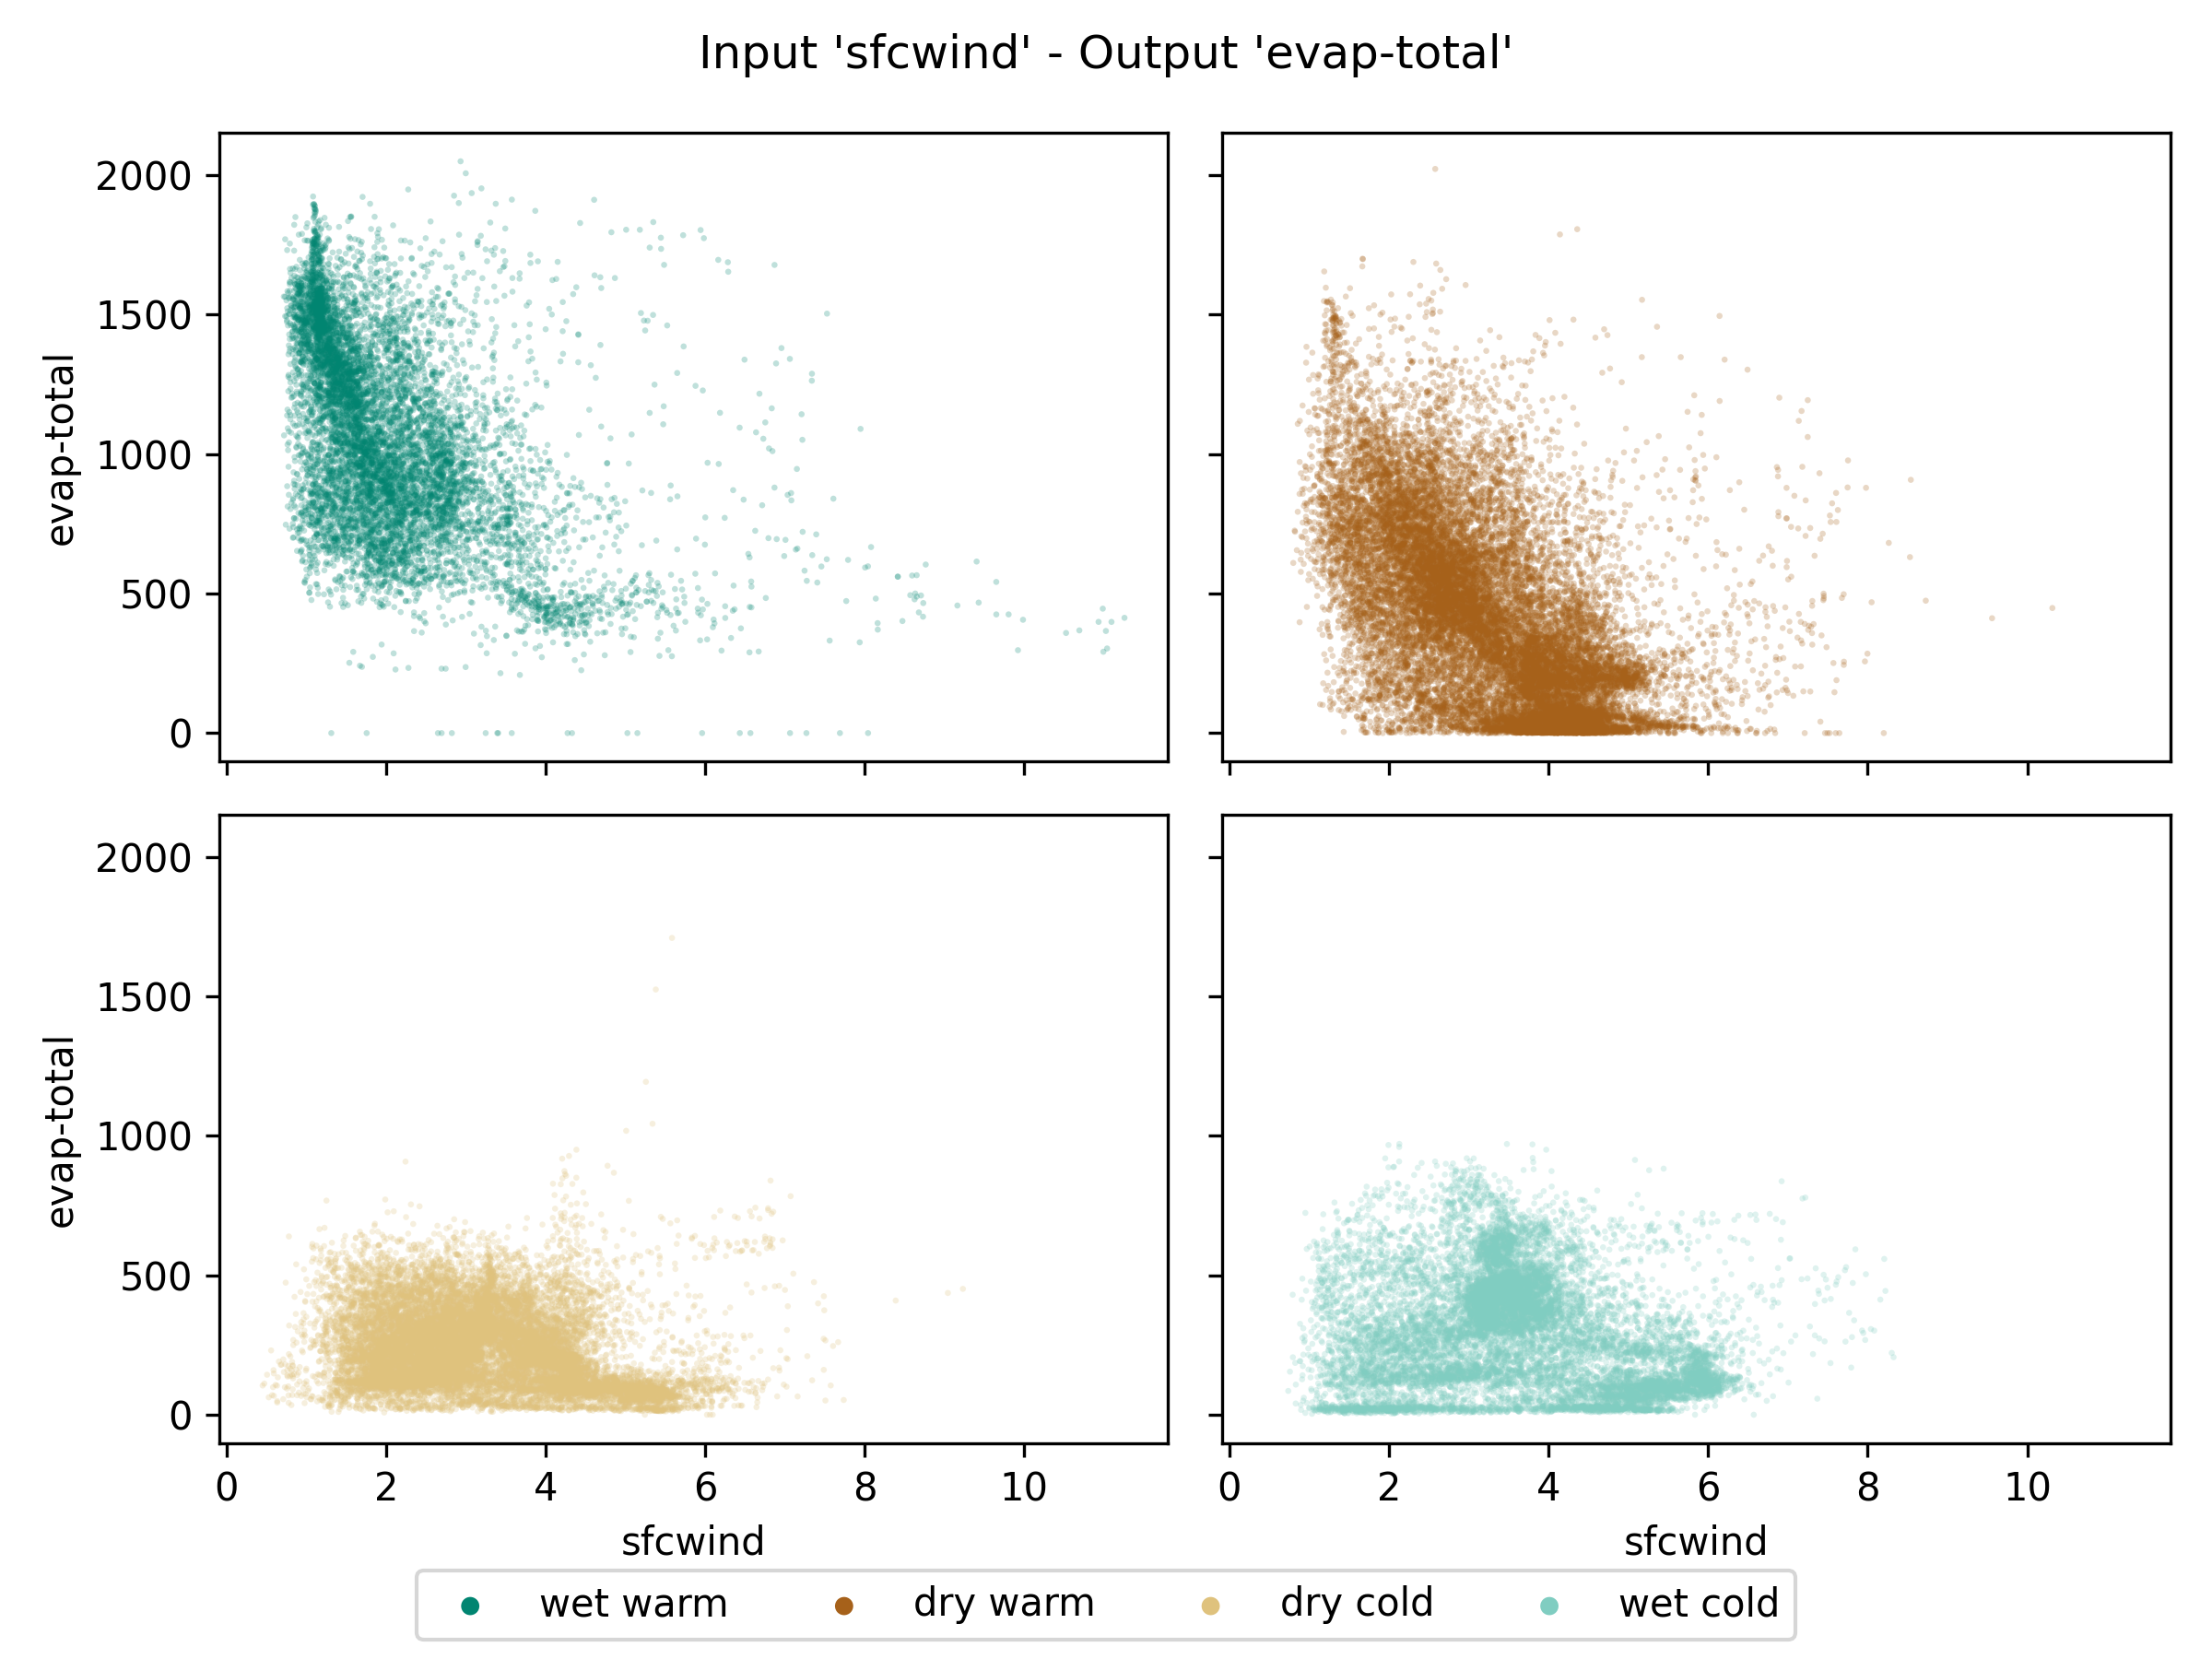 Input 'sfcwind' - Output 'evap-total'
2000
1500
1000
500
0
evap-total
2000
1500
1000
500
0
evap-total
0 2 4 6 8 10
0 2 4 6 8 10
sfcwind
sfcwind
wet warm dry warm dry cold wet cold